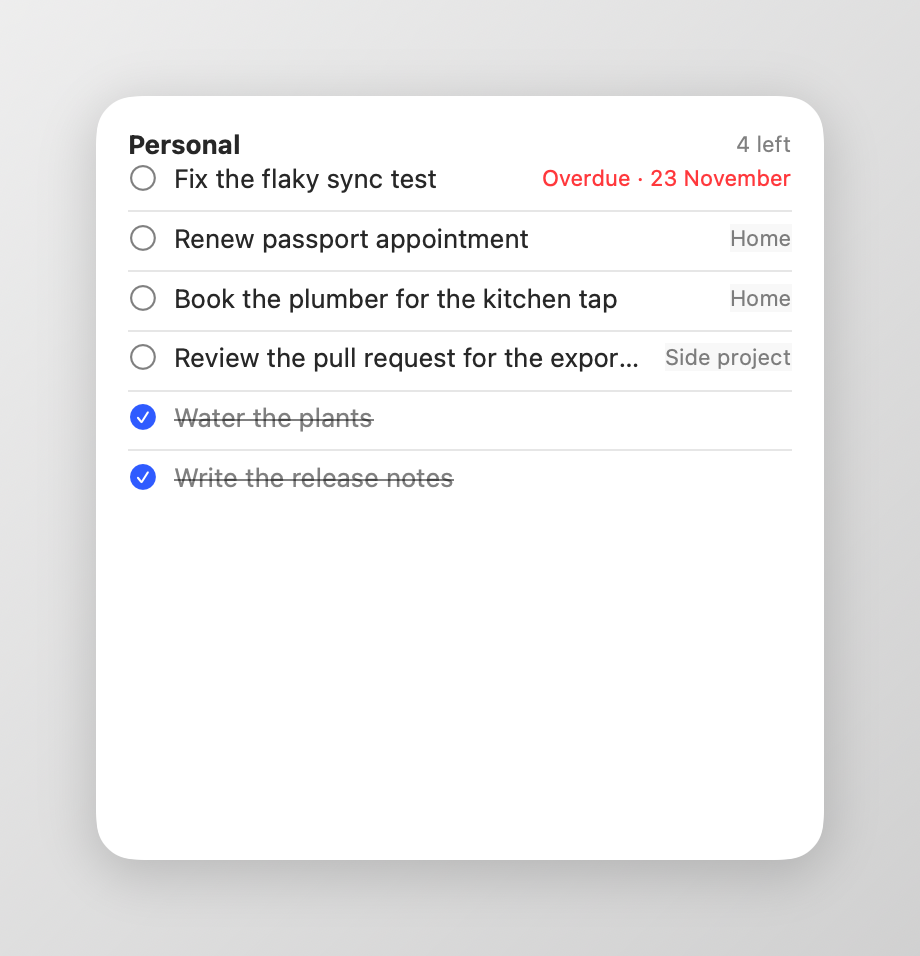 Personal 4 left
Fix the flaky sync test Overdue · 23 November
Renew passport appointment Home
Book the plumber for the kitchen tap Home
Review the pull request for the expor... Side project
Water the plants
Write the release notes